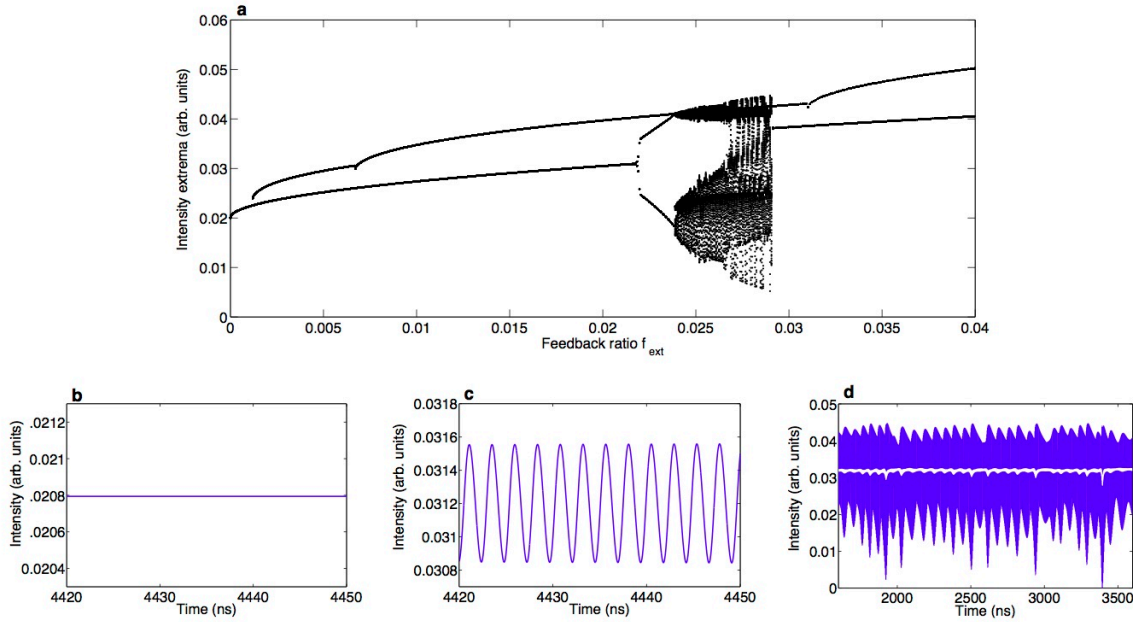 a
0.06
0.05
0.04
0.03
0.02
0.01
0
Intensity extrema (arb. units)
0 0.005 0.01 0.015 0.02 0.025 0.03 0.035 0.04
Feedback ratio f ext
b
.0212
.021
.0208
.0206
.0204
Intensity (arb. units)
4420 4430 4440 4450
Time (ns)
c
0.0318
0.0316
0.0314
0.0312
0.031
0.0308
Intensity (arb. units)
4420 4430 4440 4450
Time (ns)
d
0.05
0.04
0.03
0.02
0.01
0
Intensity (arb. units)
2000 2500 3000 3500
Time (ns)